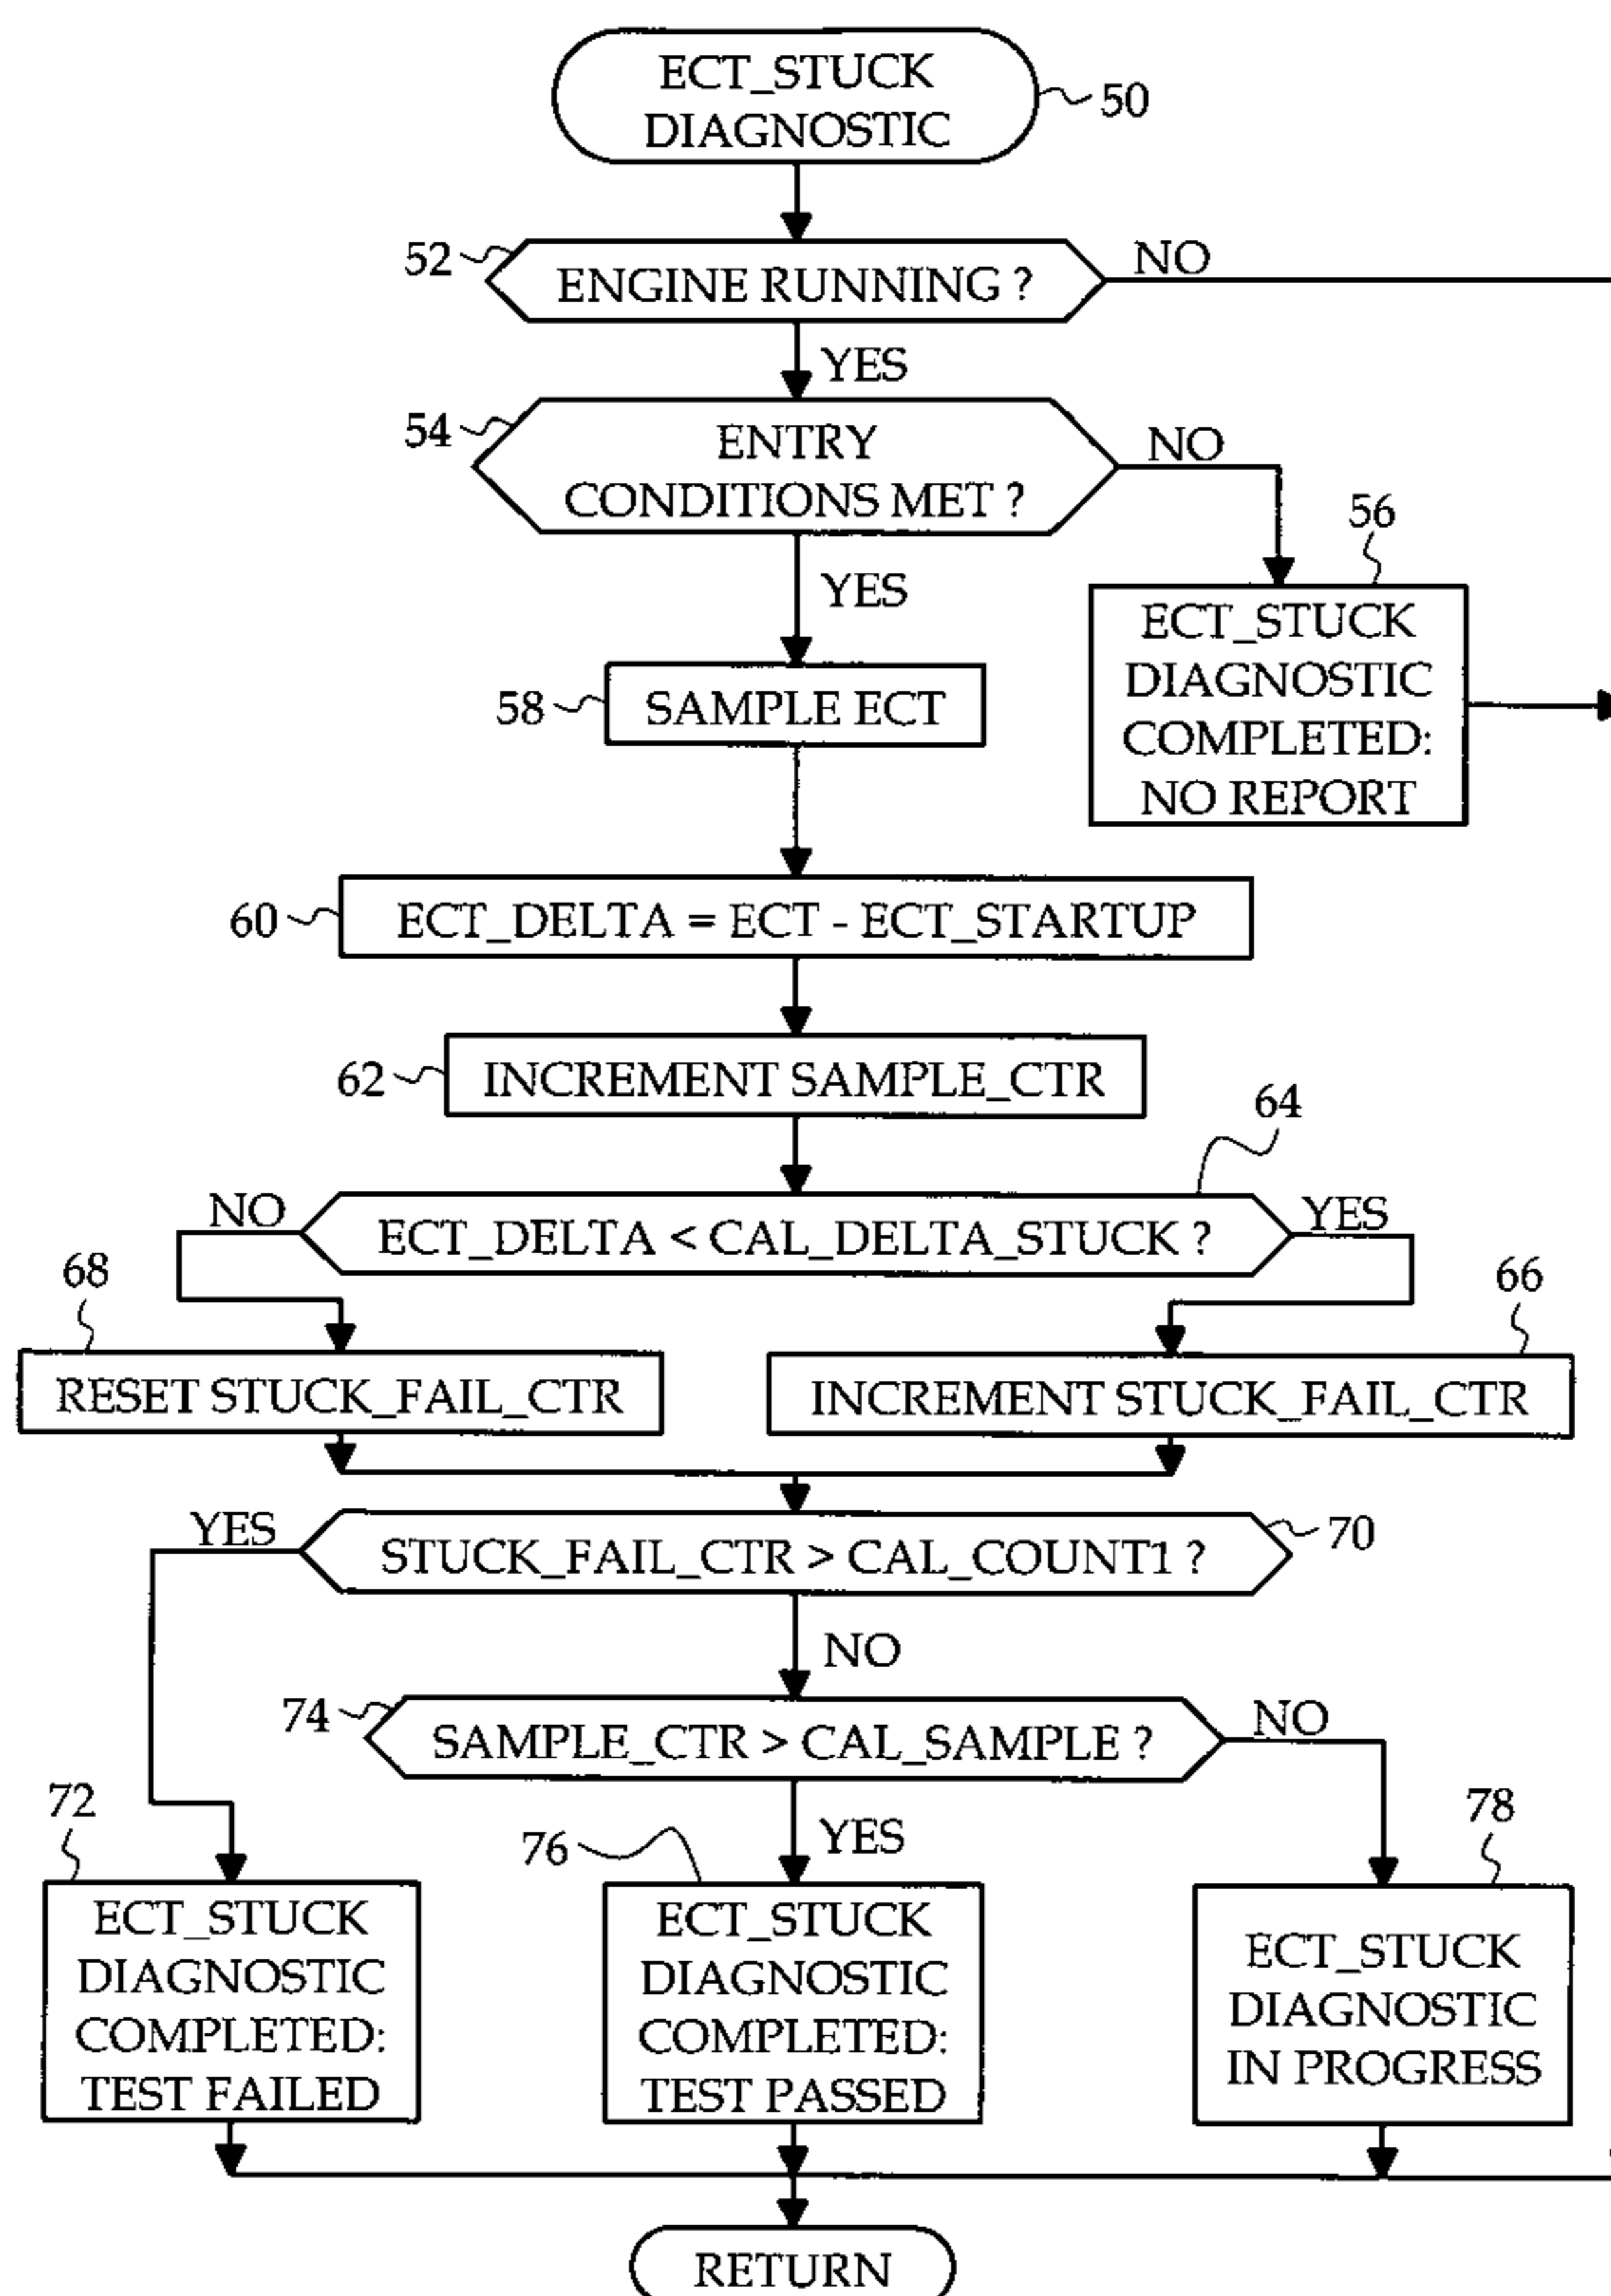 ECT_STUCK
DIAGNOSTIC
50
52
ENGINE RUNNING ?
NO
YES
54
ENTRY
CONDITIONS MET ?
NO
YES
56
ECT_STUCK
DIAGNOSTIC
COMPLETED:
NO REPORT
58
SAMPLE ECT
60
ECT_DELTA = ECT - ECT_STARTUP
62
INCREMENT SAMPLE_CTR
64
NO
ECT_DELTA < CAL_DELTA_STUCK ?
YES
68
66
RESET STUCK_FAIL_CTR
INCREMENT STUCK_FAIL_CTR
YES
STUCK_FAIL_CTR > CAL_COUNT1 ?
70
NO
74
SAMPLE_CTR > CAL_SAMPLE ?
NO
YES
72
76
78
ECT_STUCK
DIAGNOSTIC
COMPLETED:
TEST FAILED
ECT_STUCK
DIAGNOSTIC
COMPLETED:
TEST PASSED
ECT_STUCK
DIAGNOSTIC
IN PROGRESS
RETURN